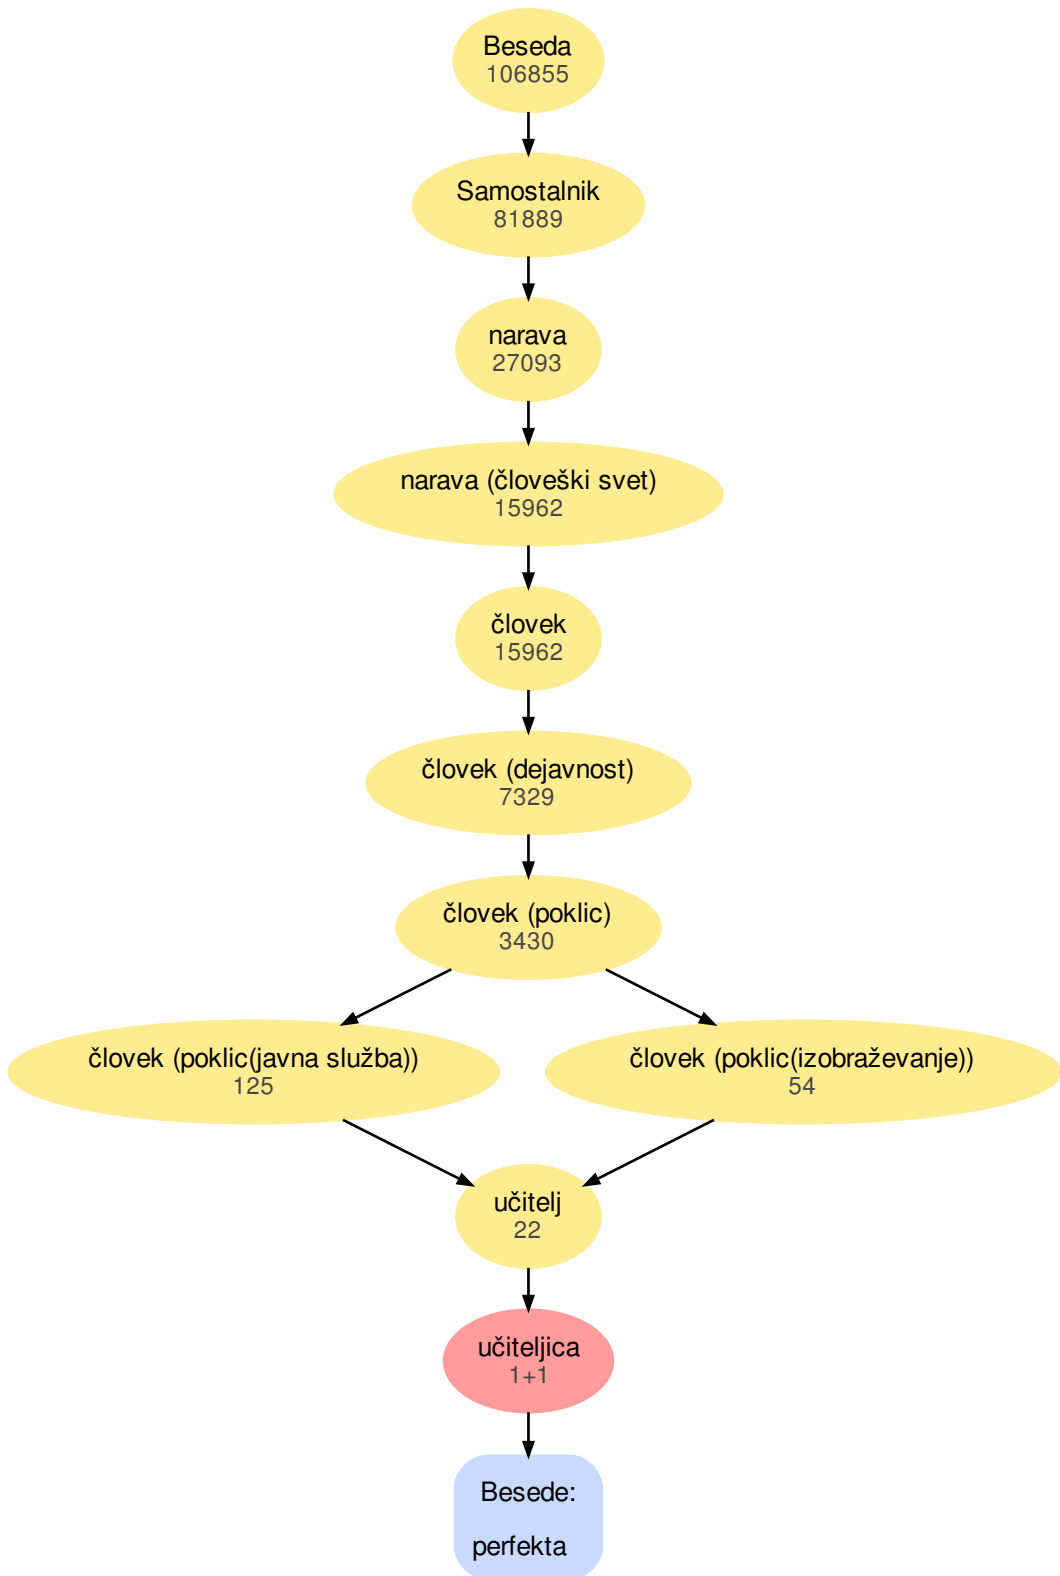 Beseda
106855
Samostalnik
81889
narava
27093
narava (človeški svet)
15962
človek
15962
človek (dejavnost)
7329
človek (poklic)
3430
človek (poklic(javna služba))
125
človek (poklic(izobraževanje))
54
učitelj
22
učiteljica
1+1
Besede:
perfekta